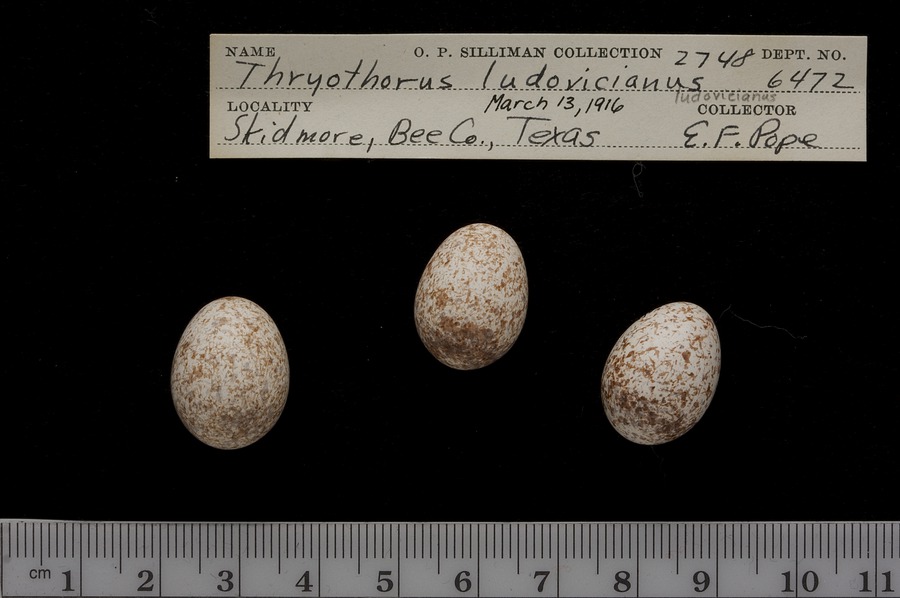 NAME O. P. SILLIMAN COLLECTION 2748 DEPT. NO.
Thryothorus ludovicianus 6472
ludovicianus
LOCALITY March 13, 1916 COLLECTOR
Skidmore, Bee Co., Texas E. F. Pope
cm 1 2 3 4 5 6 7 8 9 10 11